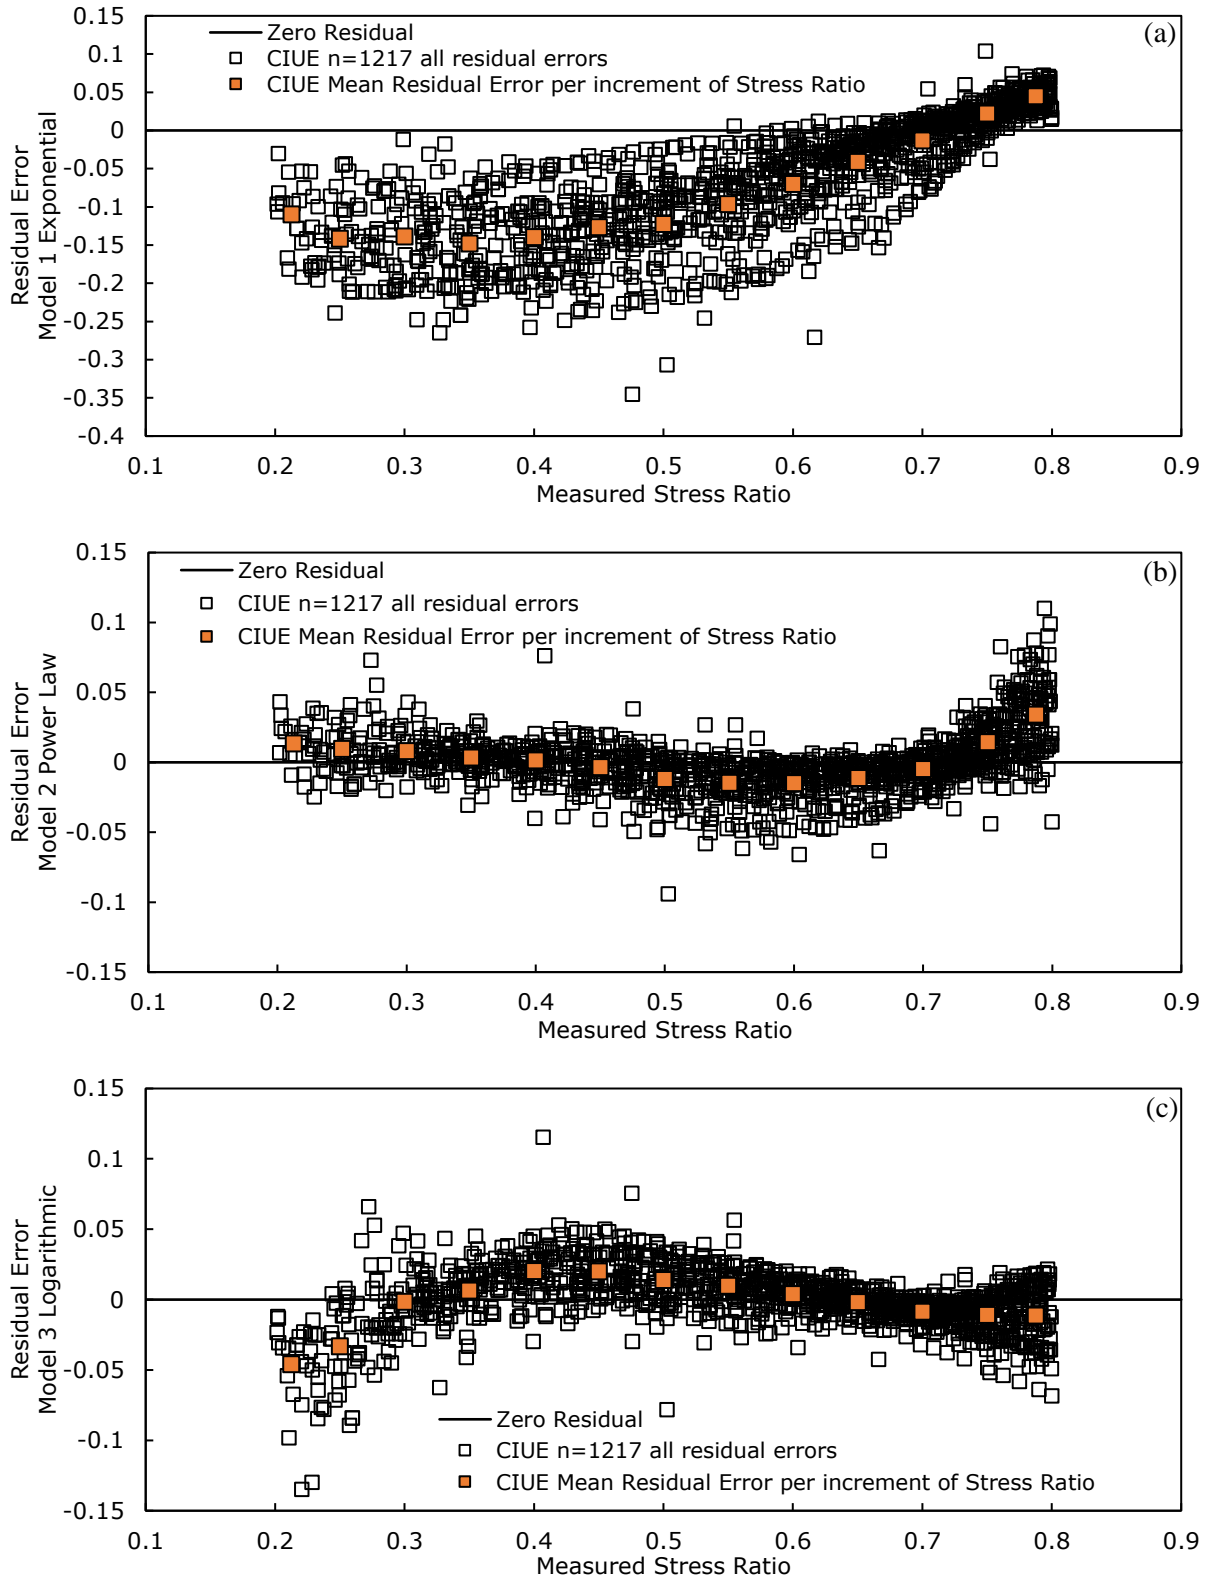 0.15
0.1
0.05
0
-0.05
-0.1
-0.15
-0.2
-0.25
-0.3
-0.35
-0.4
Residual Error
Model 1 Exponential
Zero Residual
CIUE n=1217 all residual errors
CIUE Mean Residual Error per increment of Stress Ratio
(a)
0.1 0.2 0.3 0.4 0.5 0.6 0.7 0.8 0.9
Measured Stress Ratio
0.15
0.1
0.05
0
-0.05
-0.1
-0.15
Residual Error
Model 2 Power Law
Zero Residual
CIUE n=1217 all residual errors
CIUE Mean Residual Error per increment of Stress Ratio
(b)
0.1 0.2 0.3 0.4 0.5 0.6 0.7 0.8 0.9
Measured Stress Ratio
0.15
0.1
0.05
0
-0.05
-0.1
-0.15
Residual Error
Model 3 Logarithmic
(c)
Zero Residual
CIUE n=1217 all residual errors
CIUE Mean Residual Error per increment of Stress Ratio
0.1 0.2 0.3 0.4 0.5 0.6 0.7 0.8 0.9
Measured Stress Ratio